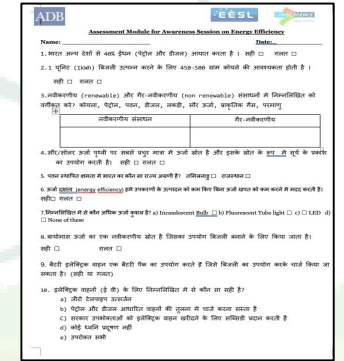 ADB
EESL
Assessment Module for Awareness Session on Energy Efficiency
Name: Date:
1. भारत अन्य देशों से 40% ईंधन (पेट्रोल और डीजल) आयात करता है । सही □ गलत □
2. 1 यूनिट (1kWh) बिजली उत्पन्न करने के लिए 450-500 ग्राम कोयले की आवश्यकता होती है ।
सही □ गलत □
3. नवीकरणीय (renewable) और गैर-नवीकरणीय (non renewable) संसाधनों में निम्नलिखित को
वर्गीकृत करें? कोयला, पेट्रोल, पवन, डीजल, लकड़ी, सौर ऊर्जा, प्राकृतिक गैस, परमाणु
नवीकरणीय संसाधन गैर-नवीकरणीय
4. सौर/सोलर ऊर्जा पृथ्वी पर सबसे प्रचुर मात्रा में ऊर्जा स्रोत है और इसके स्रोत के रूप में सूर्य के प्रकाश
का उपयोग करती है। सही □ गलत □
5. पवन स्थापित क्षमता में भारत का कौन सा राज्य अग्रणी है? तमिलनाडु □ राजस्थान □
6. ऊर्जा दक्षता (energy efficiency) हमें उपकरणों के उत्पादन को कम किए बिना ऊर्जा खपत को कम करने में मदद करती है।
सही □ गलत □
7. निम्नलिखित में से कौन अधिक ऊर्जा कुशल है? a) Incandescent Bulb □ b) Fluorescent Tube light □ c) LED d)
□ None of these
8. बायोमास ऊर्जा का एक नवीकरणीय स्रोत है जिसका उपयोग बिजली बनाने के लिए किया जाता है।
सही □ गलत □
9. बैटरी इलेक्ट्रिक वाहन एक बैटरी पैक का उपयोग करते हैं जिसे बिजली का उपयोग करके चार्ज किया जा
सकता है। (सही या गलत)
10. इलेक्ट्रिक वाहनों (ई वी) के लिए निम्नलिखित में से कौन सा सही है?
a) जीरो टेलपाइप उत्सर्जन
b) पेट्रोल और डीजल आधारित वाहनों की तुलना में चार्ज करना सस्ता है
c) सरकार उपभोक्ताओं को इलेक्ट्रिक वाहन खरीदने के लिए सब्सिडी प्रदान करती है
d) कोई ध्वनि प्रदूषण नहीं
e) उपरोक्त सभी